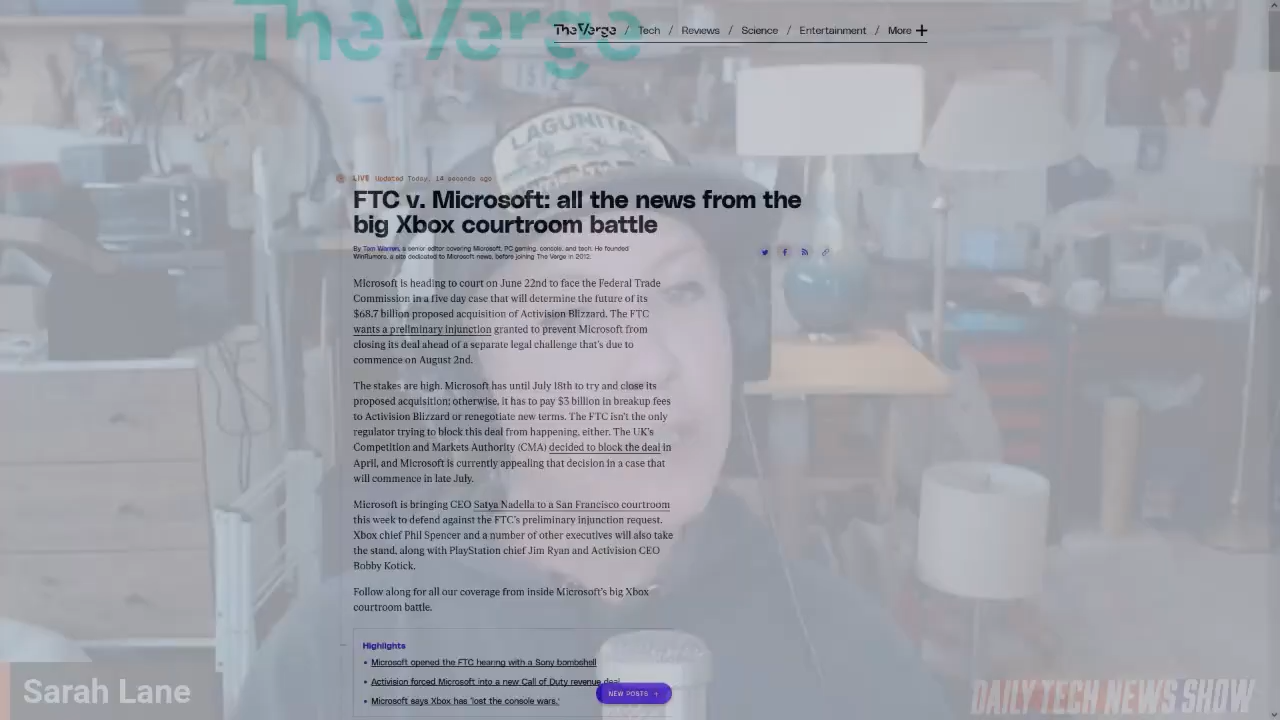 The Verge
The Verge / Tech / Reviews / Science / Entertainment / More +
LAGUNITAS
LIVE Updated Today, 14 seconds ago
FTC v. Microsoft: all the news from the
big Xbox courtroom battle
By Tom Warren, a senior editor covering Microsoft, PC gaming, console, and tech. He founded
WinRumors, a site dedicated to Microsoft news, before joining The Verge in 2012.
Microsoft is heading to court on June 22nd to face the Federal Trade
Commission in a five day case that will determine the future of its
$68.7 billion proposed acquisition of Activision Blizzard. The FTC
wants a preliminary injunction granted to prevent Microsoft from
closing its deal ahead of a separate legal challenge that's due to
commence on August 2nd.
The stakes are high. Microsoft has until July 18th to try and close its
proposed acquisition; otherwise, it has to pay $3 billion in breakup fees
to Activision Blizzard or renegotiate new terms. The FTC isn't the only
regulator trying to block this deal from happening, either. The UK's
Competition and Markets Authority (CMA) decided to block the deal in
April, and Microsoft is currently appealing that decision in a case that
will commence in late July.
Microsoft is bringing CEO Satya Nadella to a San Francisco courtroom
this week to defend against the FTC's preliminary injunction request.
Xbox chief Phil Spencer and a number of other executives will also take
the stand, along with PlayStation chief Jim Ryan and Activision CEO
Bobby Kotick.
Follow along for all our coverage from inside Microsoft's big Xbox
courtroom battle.
Highlights
• Microsoft opened the FTC hearing with a Sony bombshell
• Activision forced Microsoft into a new Call of Duty revenue deal
• Microsoft says Xbox has 'lost the console wars.'
NEW POSTS
Sarah Lane
DAILY TECH NEWS SHOW